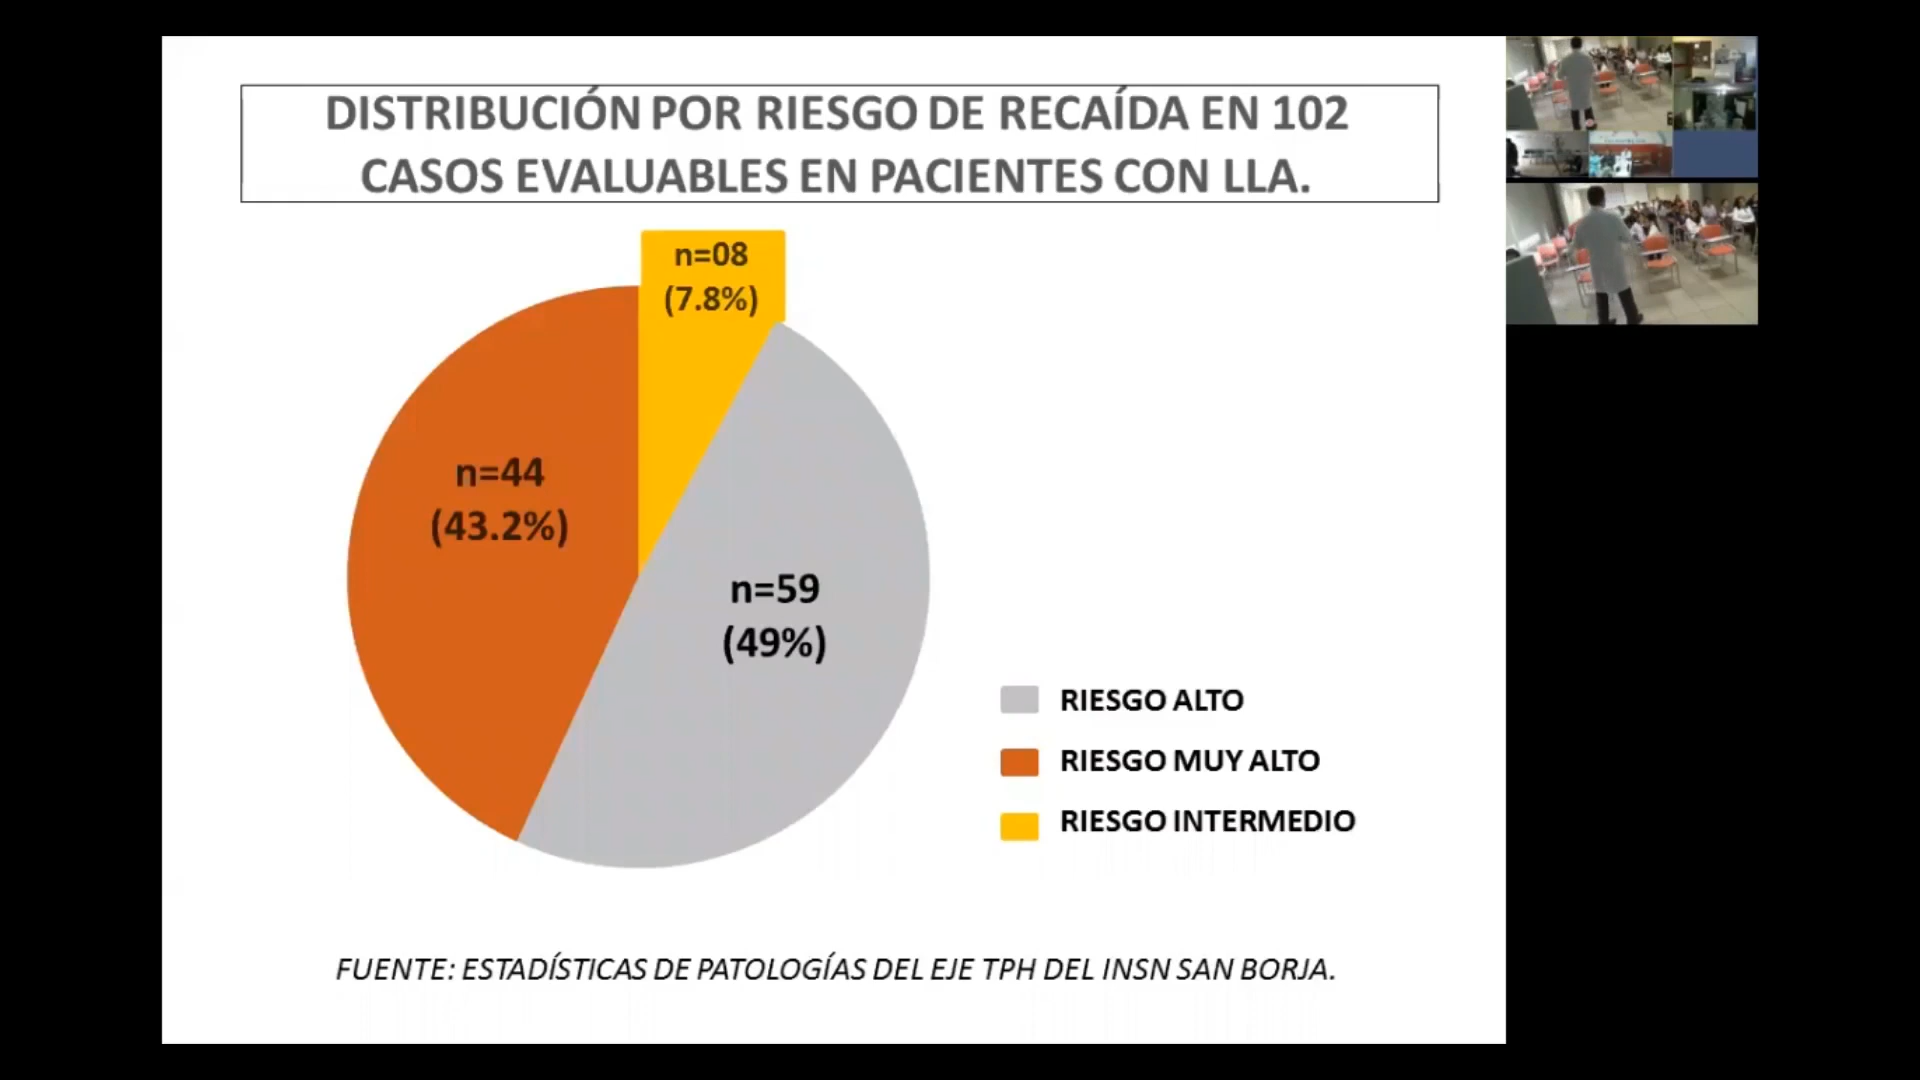 DISTRIBUCIÓN POR RIESGO DE RECAÍDA EN 102
CASOS EVALUABLES EN PACIENTES CON LLA.
n=08
(7.8%)
n=44
(43.2%)
n=59
(49%)
RIESGO ALTO
RIESGO MUY ALTO
RIESGO INTERMEDIO
FUENTE: ESTADÍSTICAS DE PATOLOGÍAS DEL EJE TPH DEL INSN SAN BORJA.